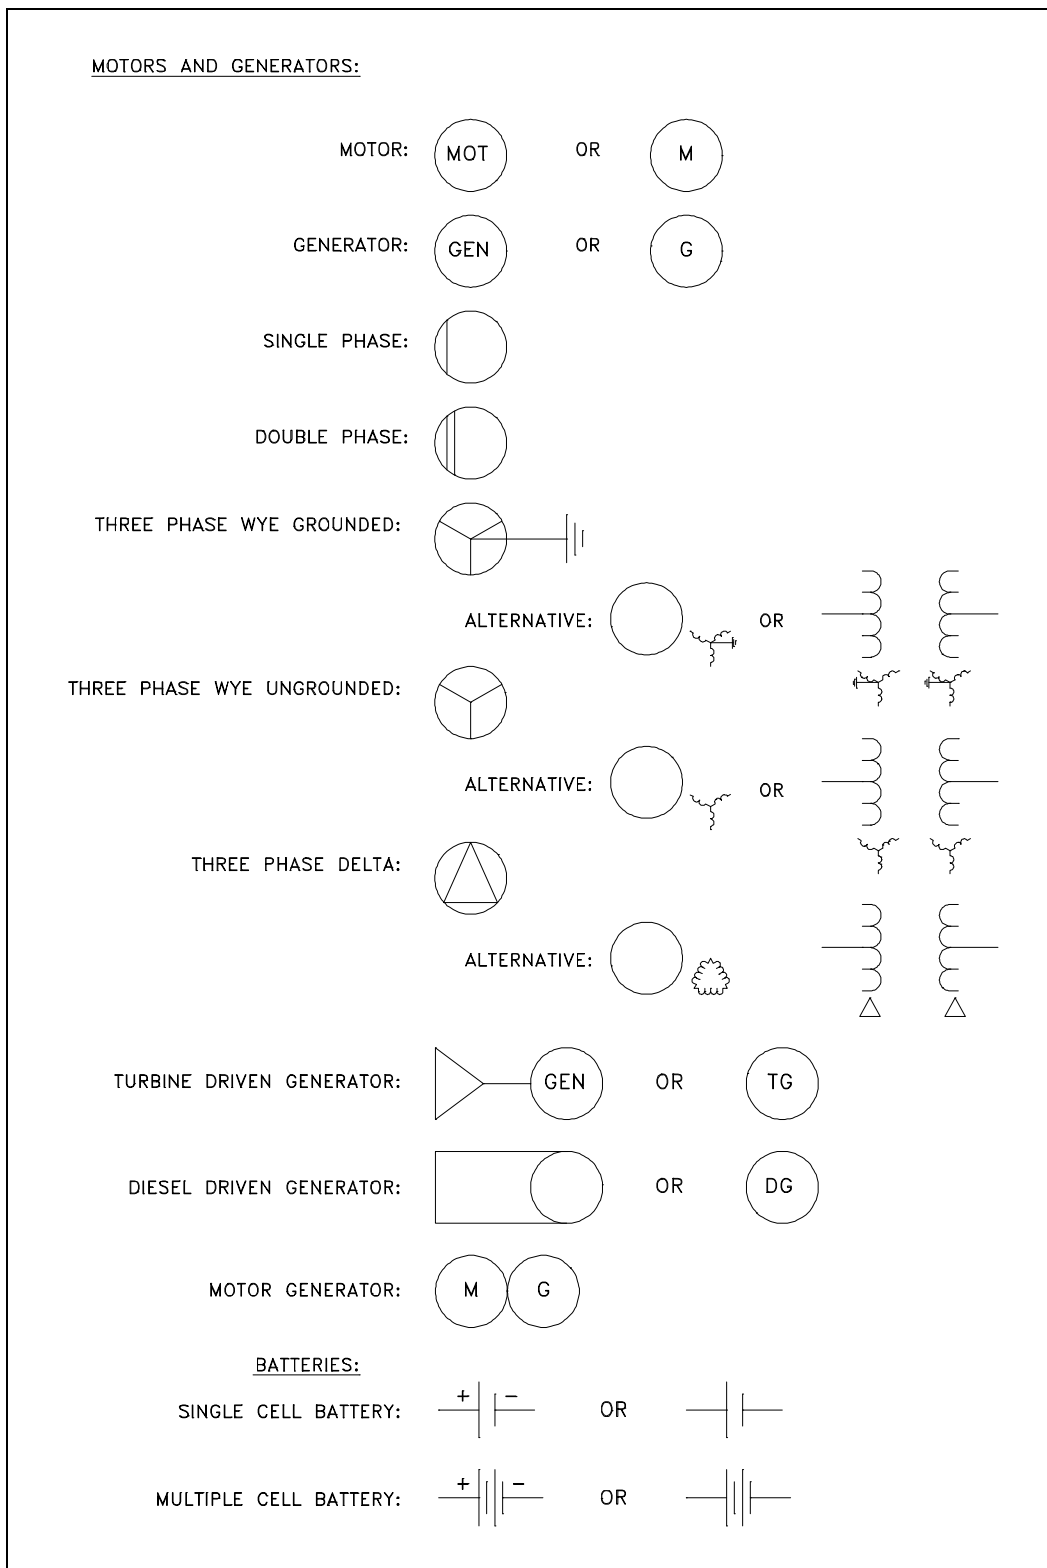 MOTORS AND GENERATORS:
MOTOR: MOT OR M
GENERATOR: GEN OR G
SINGLE PHASE:
DOUBLE PHASE:
THREE PHASE WYE GROUNDED:
ALTERNATIVE: OR
THREE PHASE WYE UNGROUNDED:
ALTERNATIVE: OR
THREE PHASE DELTA:
ALTERNATIVE:
TURBINE DRIVEN GENERATOR: GEN OR TG
DIESEL DRIVEN GENERATOR: OR DG
MOTOR GENERATOR: M G
BATTERIES:
SINGLE CELL BATTERY: + − OR
MULTIPLE CELL BATTERY: + − OR